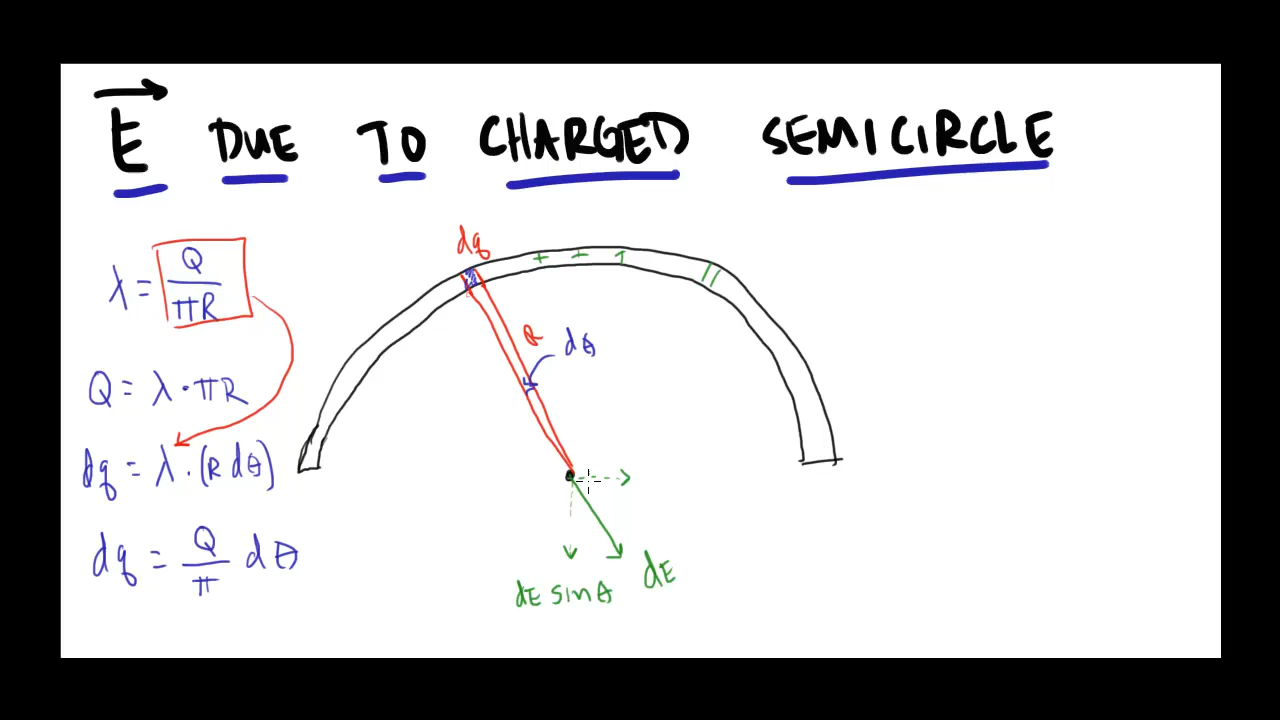 E DUE TO CHARGED SEMICIRCLE
λ = Q / πR
Q = λ · πR
dq = λ · (R dθ)
dq = Q / π dθ
dq
+ +
R
dθ
dE sinθ
dE